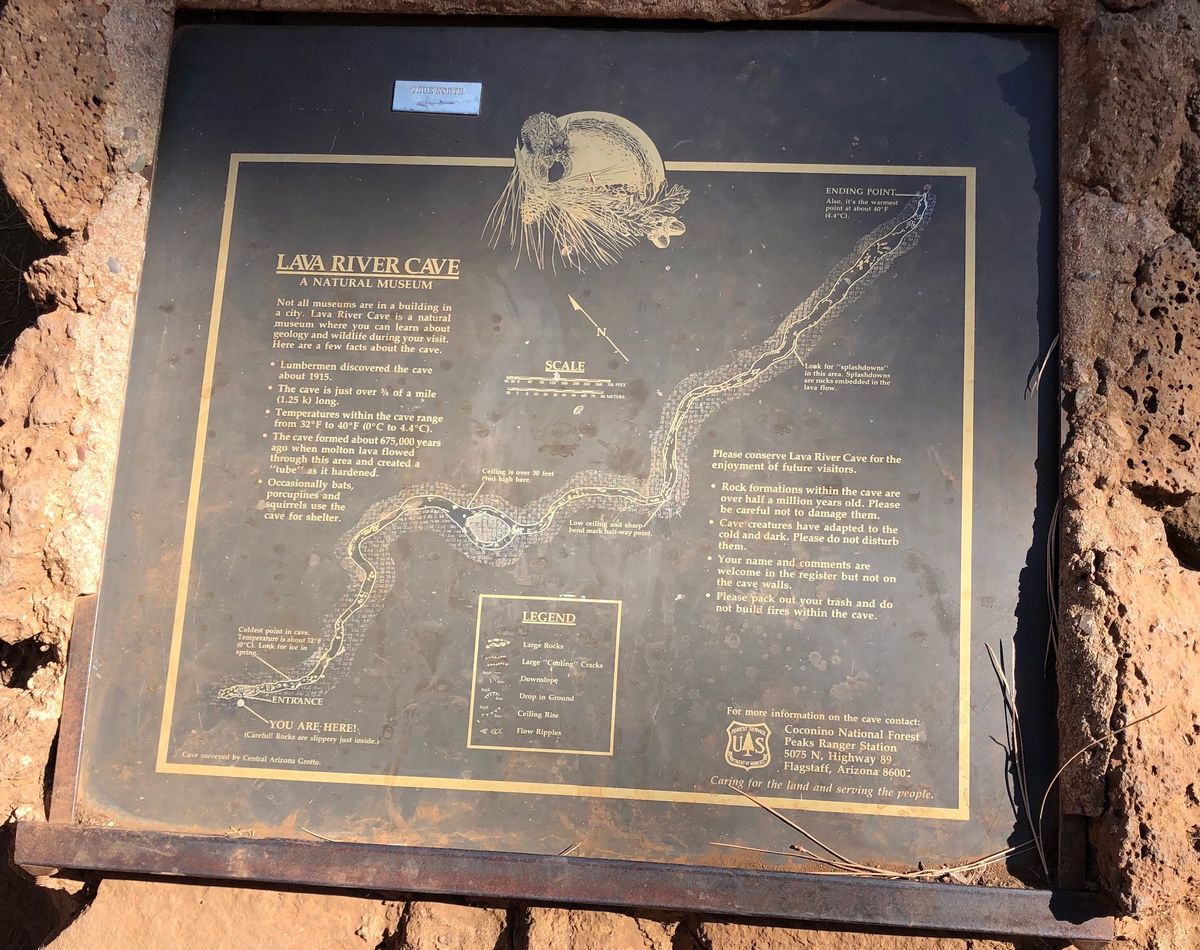 TRUE NORTH
ENDING POINT
Also, it's the warmest
point at about 40°F
(4.4°C).
LAVA RIVER CAVE
A NATURAL MUSEUM
Not all museums are in a building in
a city. Lava River Cave is a natural
museum where you can learn about
geology and wildlife during your visit.
Here are a few facts about the cave.
• Lumbermen discovered the cave
about 1915.
• The cave is just over ¾ of a mile
(1.25 k) long.
• Temperatures within the cave range
from 32°F to 40°F (0°C to 4.4°C).
• The cave formed about 675,000 years
ago when molton lava flowed
through this area and created a
"tube" as it hardened.
• Occasionally bats,
porcupines and
squirrels use the
cave for shelter.
N
SCALE
FEET
METERS
Look for "splashdowns"
in this area. Splashdowns
are rocks embedded in the
lava flow.
Ceiling is over 30 feet
(9m) high here.
Low ceiling and sharp
bend mark half-way point.
Please conserve Lava River Cave for the
enjoyment of future visitors.
• Rock formations within the cave are
over half a million years old. Please
be careful not to damage them.
• Cave creatures have adapted to the
cold and dark. Please do not disturb
them.
• Your name and comments are
welcome in the register but not on
the cave walls.
• Please pack out your trash and do
not build fires within the cave.
Coldest point in cave.
Temperature is about 32°F
(0°C). Look for ice in
spring.
ENTRANCE
YOU ARE HERE!
(Careful! Rocks are slippery just inside.)
Cave surveyed by Central Arizona Grotto.
LEGEND
Large Rocks
Large "Cooling" Cracks
Downslope
Drop in Ground
Ceiling Rise
Flow Ripples
For more information on the cave contact:
FOREST SERVICE
US
DEPARTMENT OF AGRICULTURE
Coconino National Forest
Peaks Ranger Station
5075 N. Highway 89
Flagstaff, Arizona
Caring for the land and serving the people.